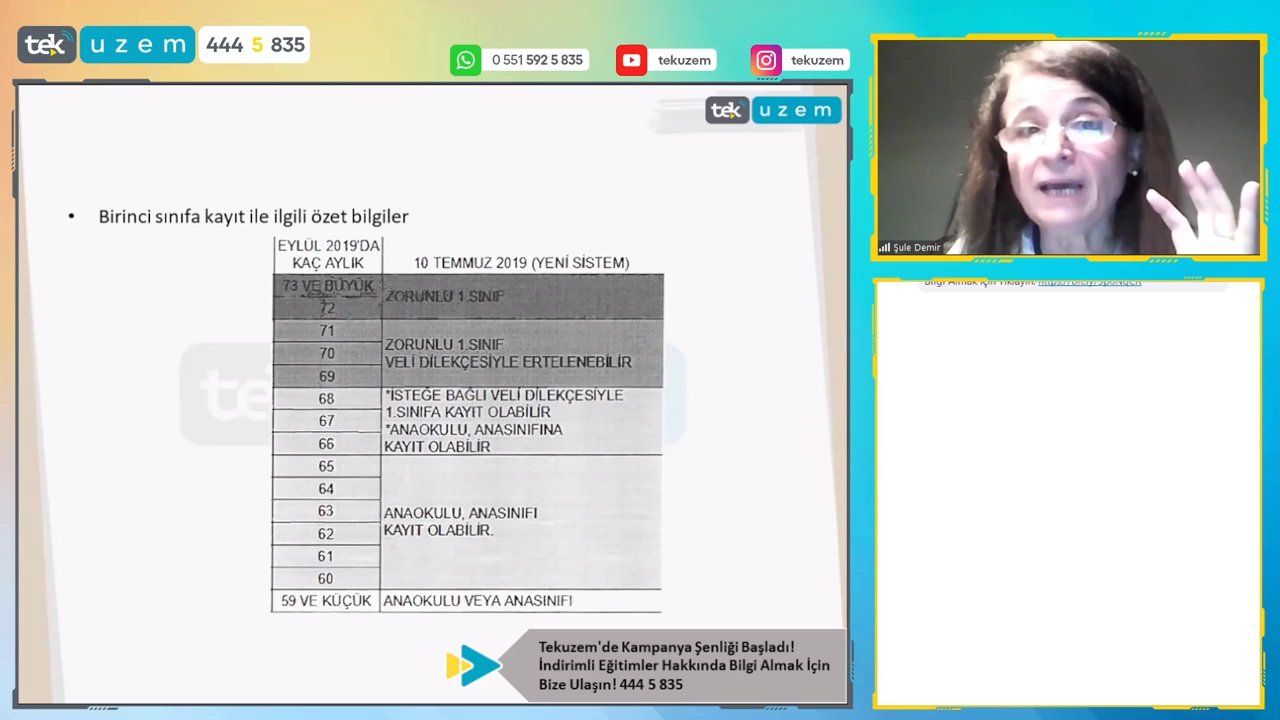 tek
uzem
444 5 835
0 551 592 5 835
tekuzem
tekuzem
tek
uzem
Birinci sınıfa kayıt ile ilgili özet bilgiler
EYLÜL 2019'DA
KAÇ AYLIK
10 TEMMUZ 2019 (YENİ SİSTEM)
73 VE BÜYÜK
72
ZORUNLU 1.SINIF
71
70
69
ZORUNLU 1.SINIF
VELİ DİLEKÇESİYLE ERTELENEBİLİR
68
67
66
*İSTEĞE BAĞLI VELİ DİLEKÇESİYLE
1.SINIFA KAYIT OLABİLİR
*ANAOKULU, ANASINIFINA
KAYIT OLABİLİR
65
64
63
62
61
60
ANAOKULU, ANASINIFI
KAYIT OLABİLİR.
59 VE KÜÇÜK
ANAOKULU VEYA ANASINIFI
Tekuzem'de Kampanya Şenliği Başladı!
İndirimli Eğitimler Hakkında Bilgi Almak İçin
Bize Ulaşın! 444 5 835
Şule Demir
Bilgi Almak İçin Tıklayın: